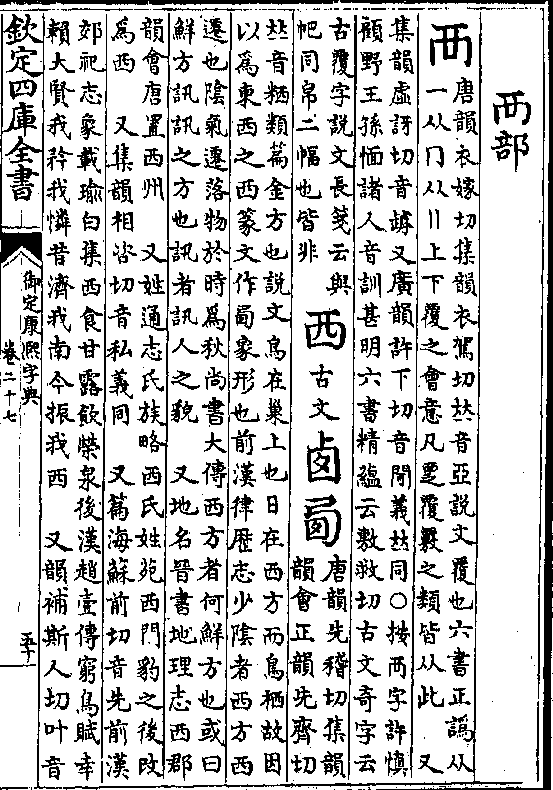 襾部
襾 唐韻衣嫁切集韻衣駕切𠀤音亞說文覆也六書正譌从
一从冂从〢上下覆之會意凡𠕒覆覈之類皆从此 又
集韻虛訝切音罅又廣韻許下切音閜義𠀤同○按襾字許慎
顧野王孫愐諸人音訓甚明六書精蘊云敷救切古文奇字云
古覆字說文長箋云與
帊同帛二幅也皆非
西 古文 卥 𠧧 唐韻先稽切集韻
韻會正韻先齊切
𠀤音栖類篇金方也說文鳥在巢上也日在西方而鳥栖故因
以爲東西之西篆文作𠧧象形也前漢律歷志少陰者西方西
遷也陰氣遷落物於時爲秋尚書大傳西方者何鮮方也或曰
鮮方訊訊之方也訊者訊人之貌 又地名晉書地理志西郡
韻會唐置西州 又姓通志氏族略西氏姓苑西門豹之後改
爲西 又集韻相咨切音私義同 又篇海蘇前切音先前漢
郊祀志象載瑜白集西食甘露飲榮泉後漢趙壹傳窮鳥賦幸
賴大賢我矜我憐昔濟我南今振我西 又韻補斯人切叶音
欽定四庫全書
御定康熙字典
卷二十七